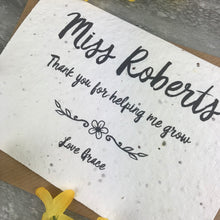 Miss Roberts
Thank you for helping me grow
Love Grace